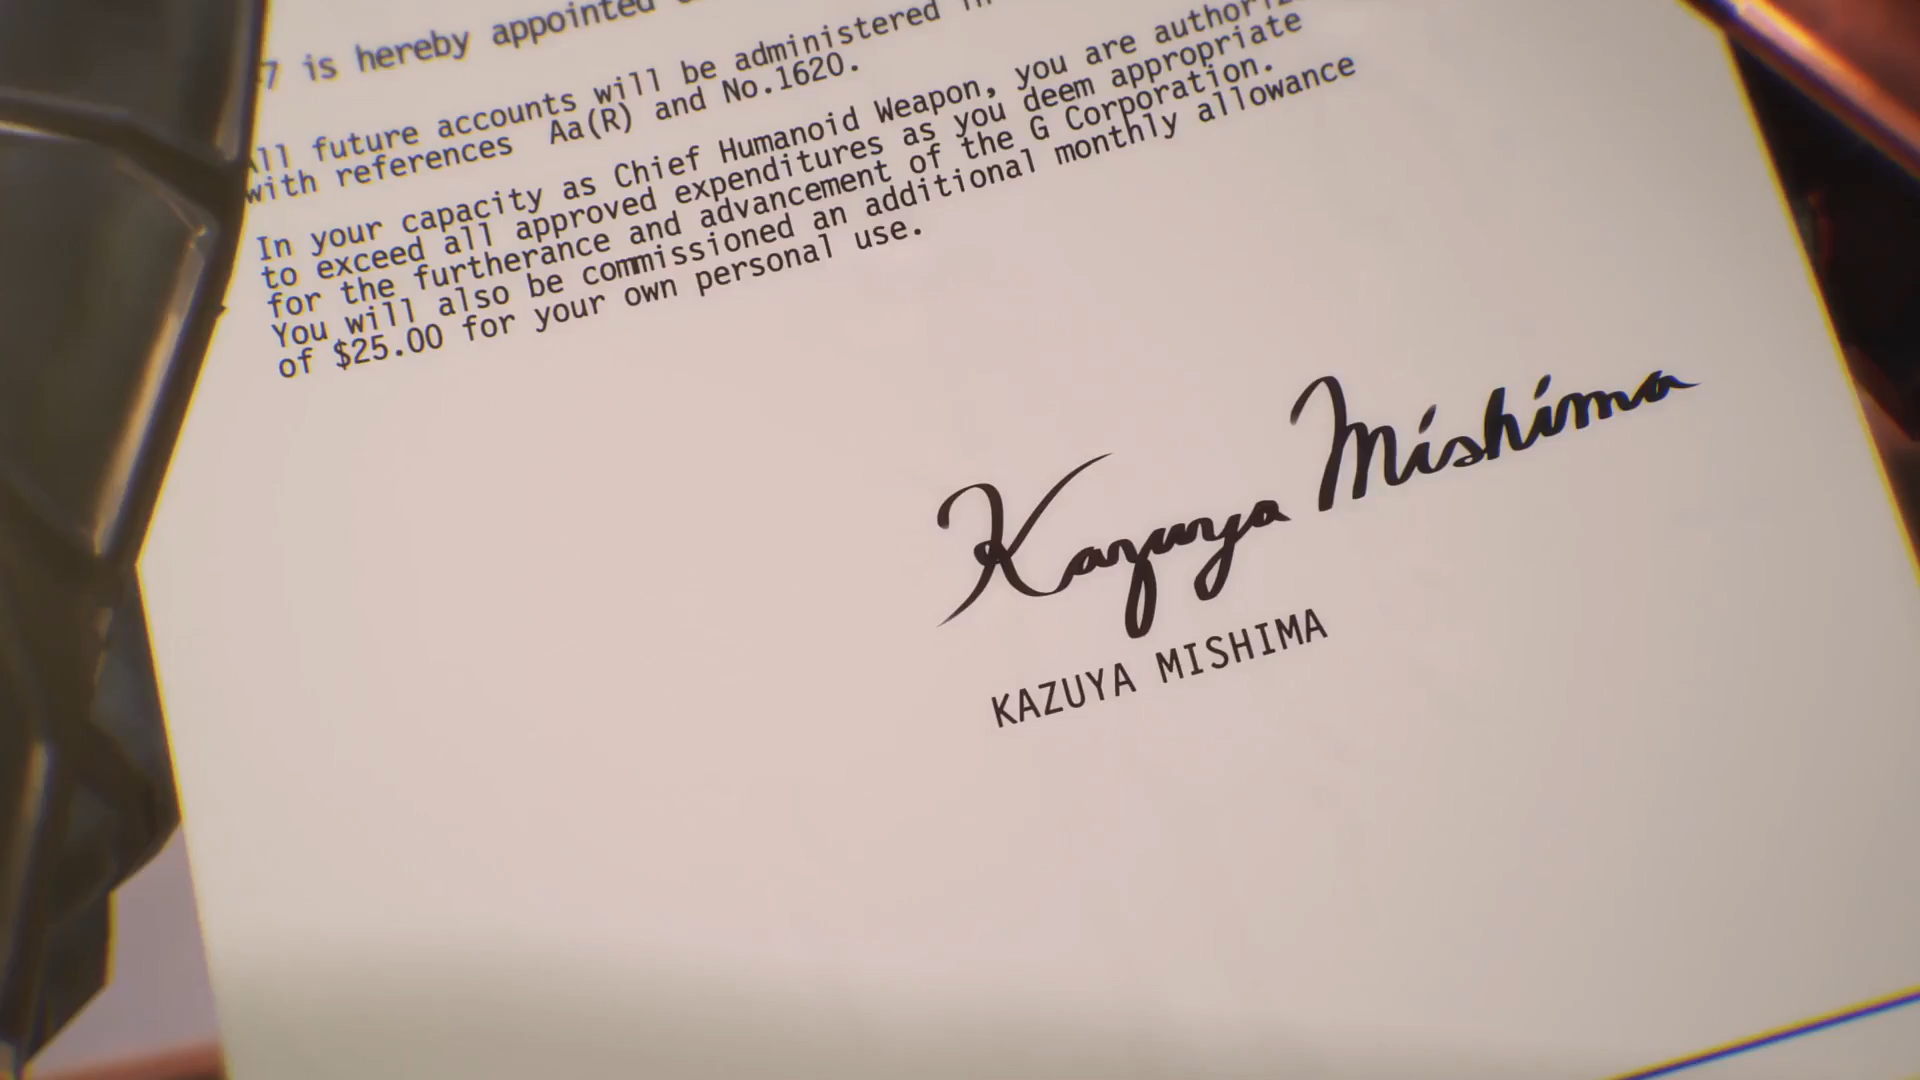 7 is hereby appointed
All future accounts will be administered
with references Aa(R) and No.1620.
In your capacity as Chief Humanoid Weapon, you are
to exceed all approved expenditures as you deem appropriate
for the furtherance and advancement of the G Corporation.
You will also be commissioned an additional monthly allowance
of $25.00 for your own personal use.
Kazuya Mishima
KAZUYA MISHIMA